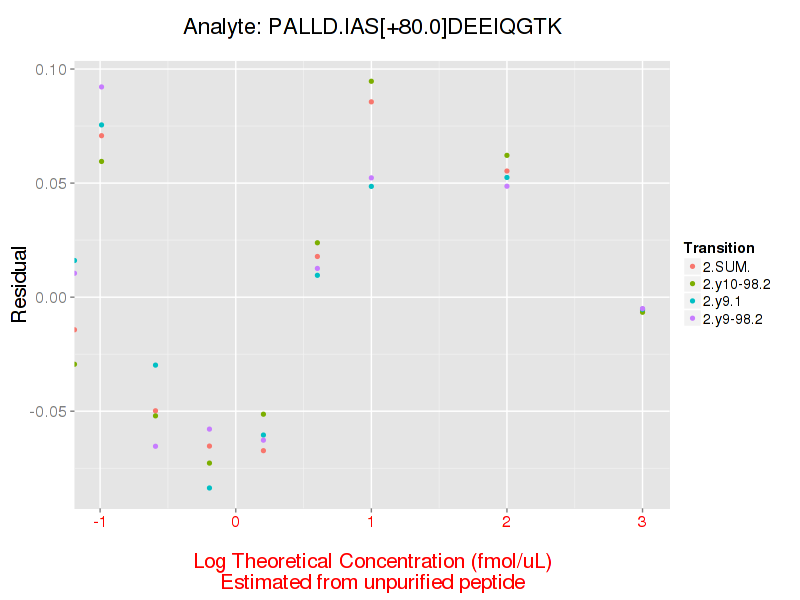 Analyte: PALLD.IAS[+80.0]DEEIQGTK
Residual
0.10
0.05
0.00
-0.05
-1 0 1 2 3
Log Theoretical Concentration (fmol/uL)
Estimated from unpurified peptide
Transition
2.SUM.
2.y10-98.2
2.y9.1
2.y9-98.2